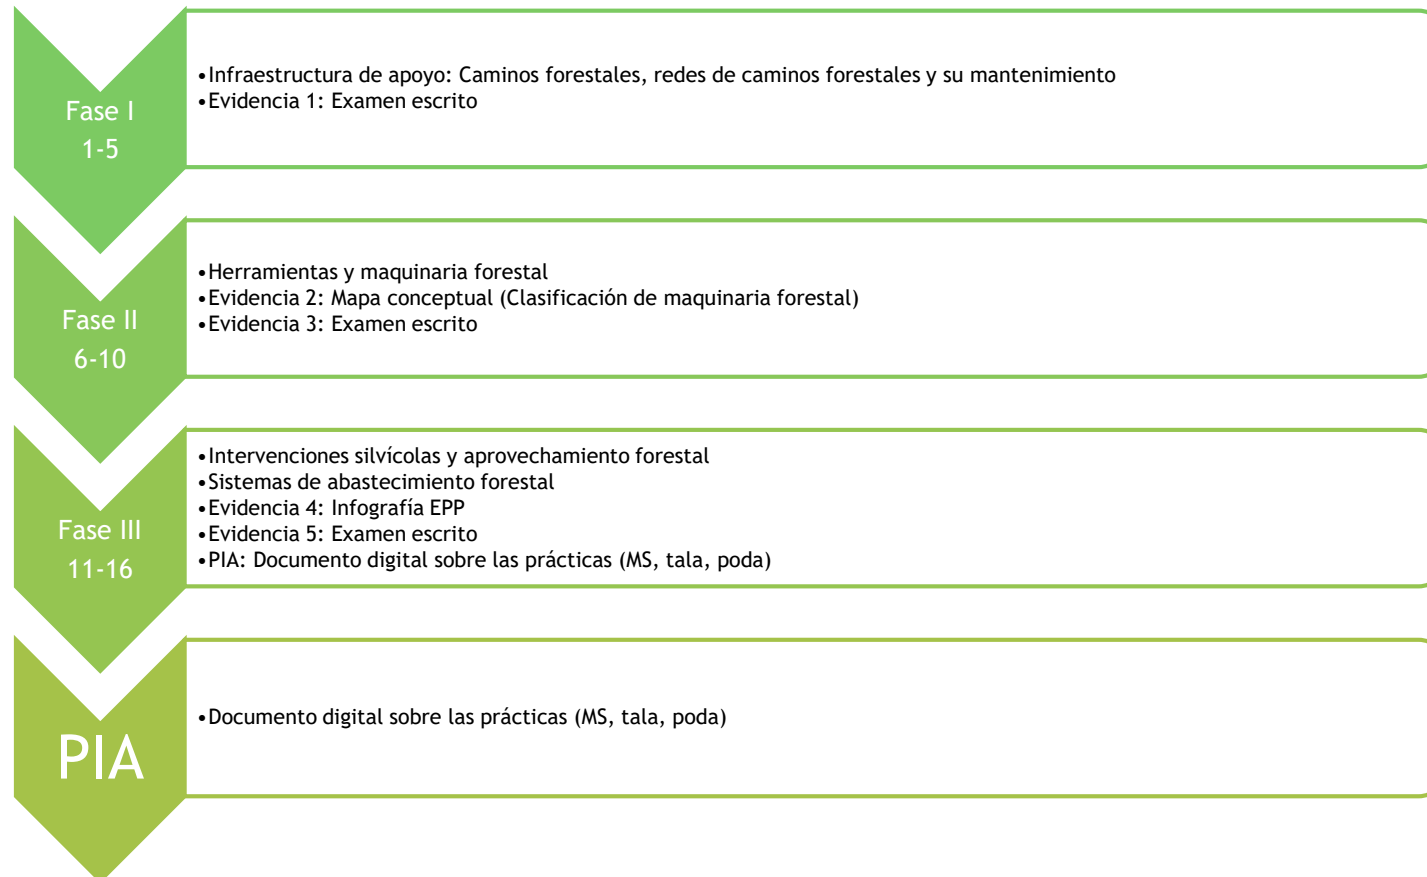 Fase I
1-5
•Infraestructura de apoyo: Caminos forestales, redes de caminos forestales y su mantenimiento
•Evidencia 1: Examen escrito
Fase II
6-10
•Herramientas y maquinaria forestal
•Evidencia 2: Mapa conceptual (Clasificación de maquinaria forestal)
•Evidencia 3: Examen escrito
Fase III
11-16
•Intervenciones silvícolas y aprovechamiento forestal
•Sistemas de abastecimiento forestal
•Evidencia 4: Infografía EPP
•Evidencia 5: Examen escrito
•PIA: Documento digital sobre las prácticas (MS, tala, poda)
PIA
•Documento digital sobre las prácticas (MS, tala, poda)